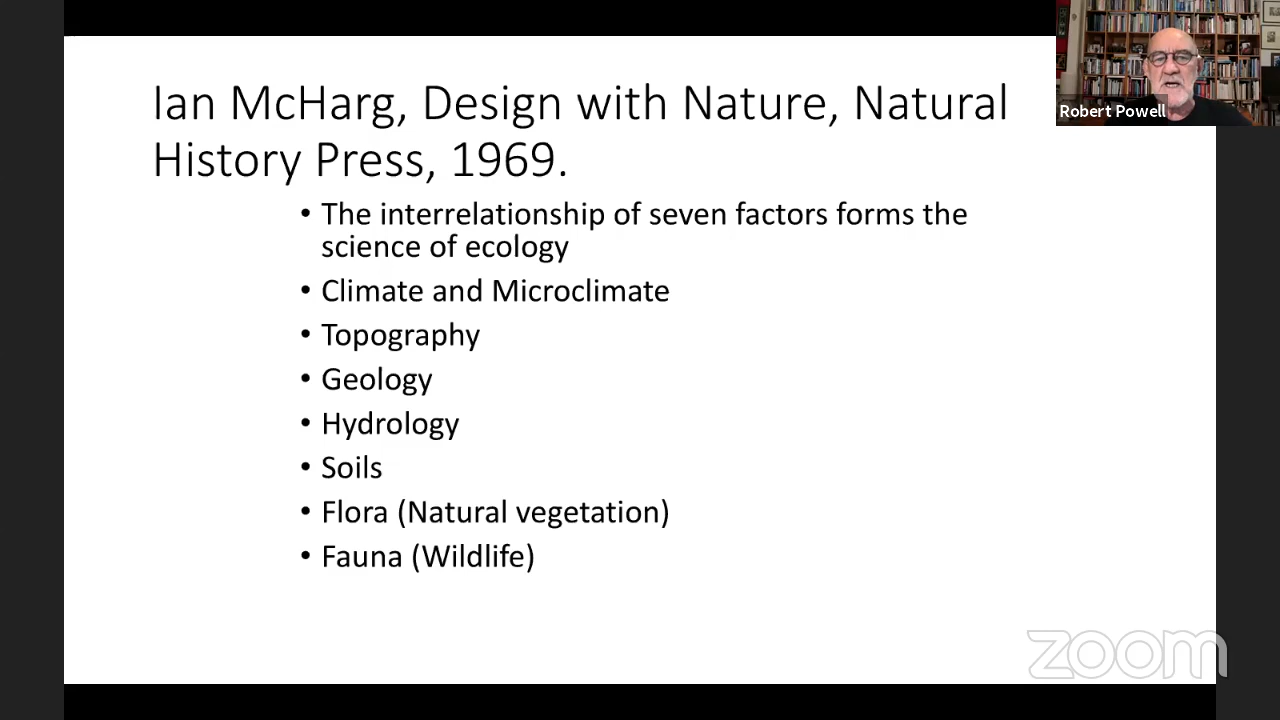 Ian McHarg, Design with Nature, Natural
History Press, 1969.
• The interrelationship of seven factors forms the
science of ecology
• Climate and Microclimate
• Topography
• Geology
• Hydrology
• Soils
• Flora (Natural vegetation)
• Fauna (Wildlife)
Robert Powell
zoom